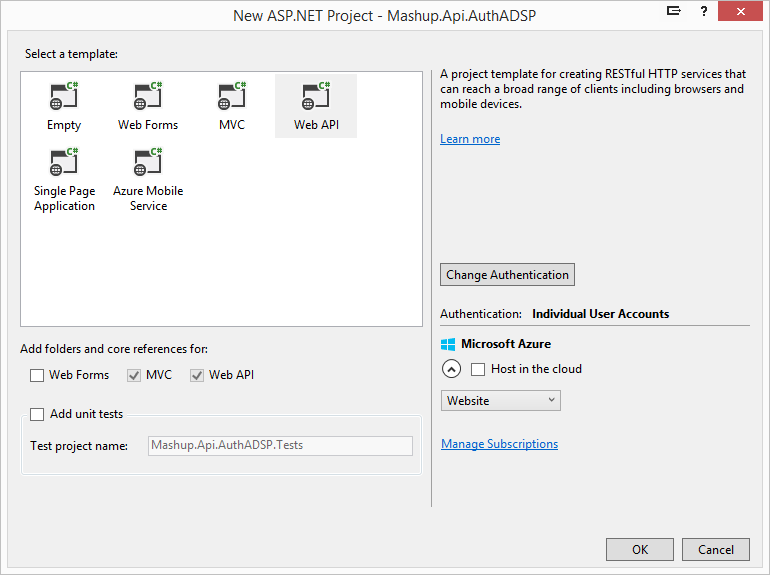 New ASP.NET Project - Mashup.Api.AuthADSP
?
Select a template:
C#
C#
C#
C#
Empty
Web Forms
MVC
Web API
C#
C#
Single Page
Application
Azure Mobile
Service
A project template for creating RESTful HTTP services that
can reach a broad range of clients including browsers and
mobile devices.
Learn more
Change Authentication
Authentication: Individual User Accounts
Microsoft Azure
Host in the cloud
Website
Manage Subscriptions
Add folders and core references for:
Web Forms
MVC
Web API
Add unit tests
Test project name:
Mashup.Api.AuthADSP.Tests
OK
Cancel